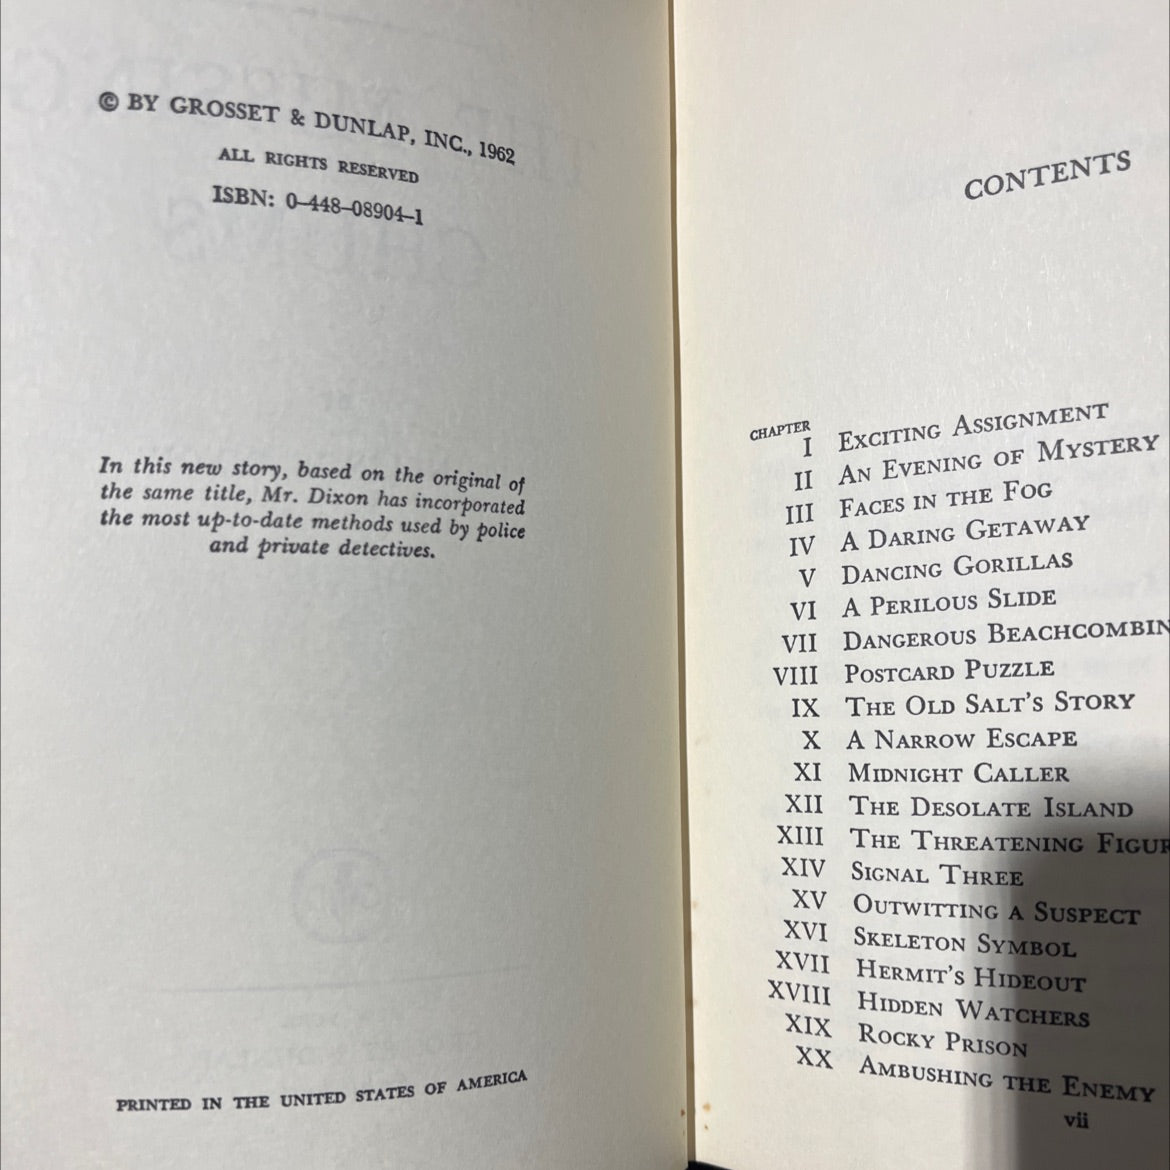 © BY GROSSET & DUNLAP, INC., 1962
ALL RIGHTS RESERVED
ISBN: 0-448-08904-1
In this new story, based on the original of
the same title, Mr. Dixon has incorporated
the most up-to-date methods used by police
and private detectives.
PRINTED IN THE UNITED STATES OF AMERICA
CONTENTS
CHAPTER
I EXCITING ASSIGNMENT
II AN EVENING OF MYSTERY
III FACES IN THE FOG
IV A DARING GETAWAY
V DANCING GORILLAS
VI A PERILOUS SLIDE
VII DANGEROUS BEACHCOMBIN
VIII POSTCARD PUZZLE
IX THE OLD SALT'S STORY
X A NARROW ESCAPE
XI MIDNIGHT CALLER
XII THE DESOLATE ISLAND
XIII THE THREATENING FIGUR
XIV SIGNAL THREE
XV OUTWITTING A SUSPECT
XVI SKELETON SYMBOL
XVII HERMIT'S HIDEOUT
XVIII HIDDEN WATCHERS
XIX ROCKY PRISON
XX AMBUSHING THE ENEMY
vii